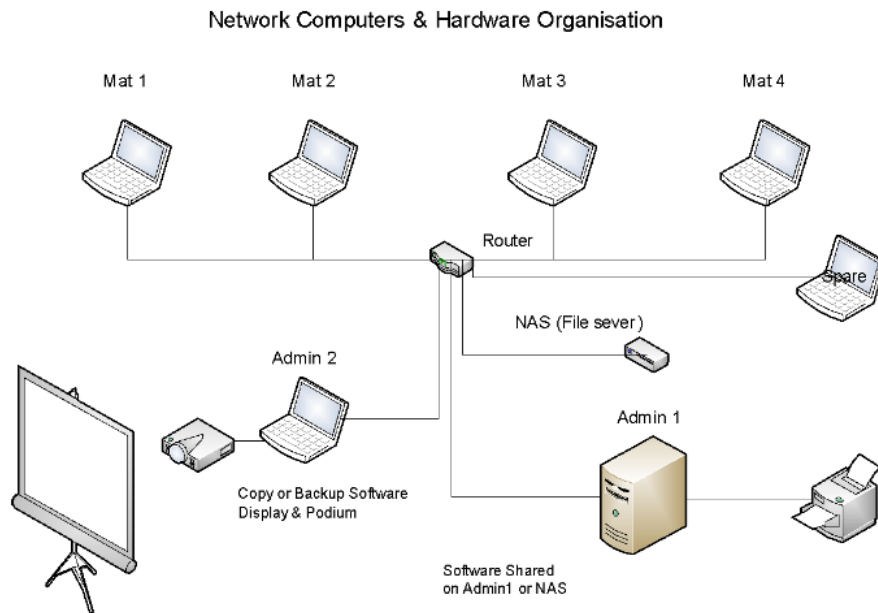 Network Computers & Hardware Organisation
Mat 1
Mat 2
Mat 3
Mat 4
Router
Spare
NAS (File sever)
Admin 2
Admin 1
Copy or Backup Software
Display & Podium
Software Shared
on Admin1 or NAS